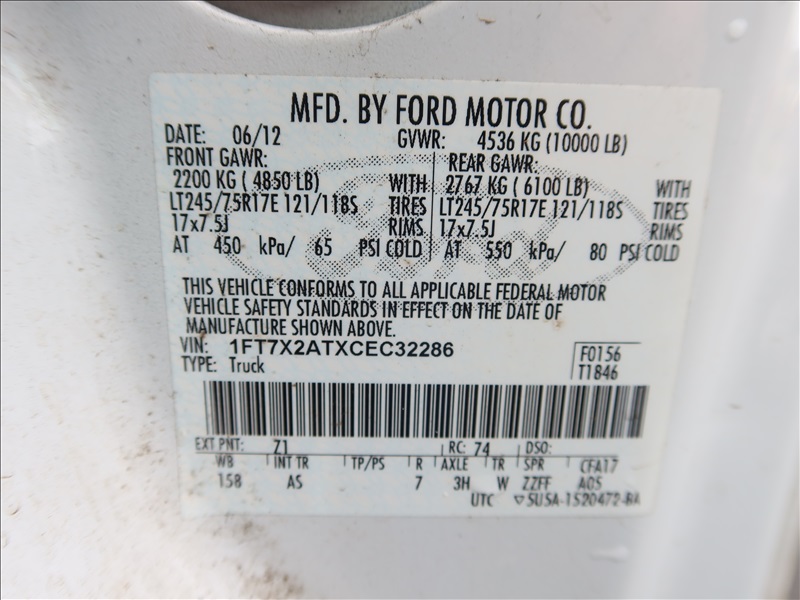 MFD. BY FORD MOTOR CO.
DATE: 06/12 GVWR: 4536 KG (10000 LB)
FRONT GAWR: REAR GAWR:
2200 KG ( 4850 LB) WITH 2767 KG ( 6100 LB) WITH
LT245/75R17E 121/118S TIRES LT245/75R17E 121/118S TIRES
17x7.5J RIMS 17x7.5J RIMS
AT 450 kPa/ 65 PSI COLD AT 550 kPa/ 80 PSI COLD
Ford
THIS VEHICLE CONFORMS TO ALL APPLICABLE FEDERAL MOTOR
VEHICLE SAFETY STANDARDS IN EFFECT ON THE DATE OF
MANUFACTURE SHOWN ABOVE.
VIN: 1FT7X2ATXCEC32286 F0156
TYPE: Truck T1846
EXT PNT: Z1 RC: 74 DSO:
WB INT TR TP/PS R AXLE TR SPR CFA17
158 AS 7 3H W ZZFF A05
UTC ▽5U5A-1520472-BA